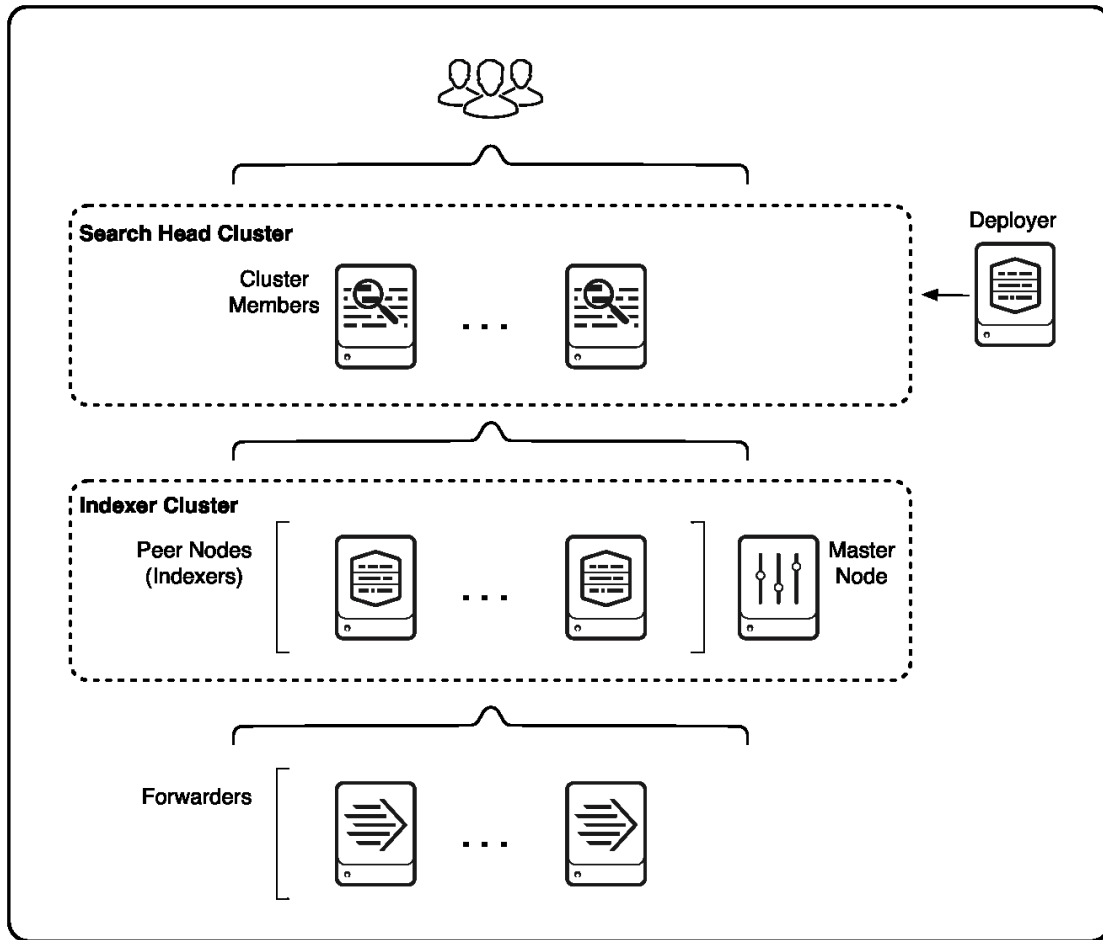 Search Head Cluster
Deployer
Cluster
Members
...
Indexer Cluster
Peer Nodes
(Indexers)
...
Master
Node
Forwarders
...